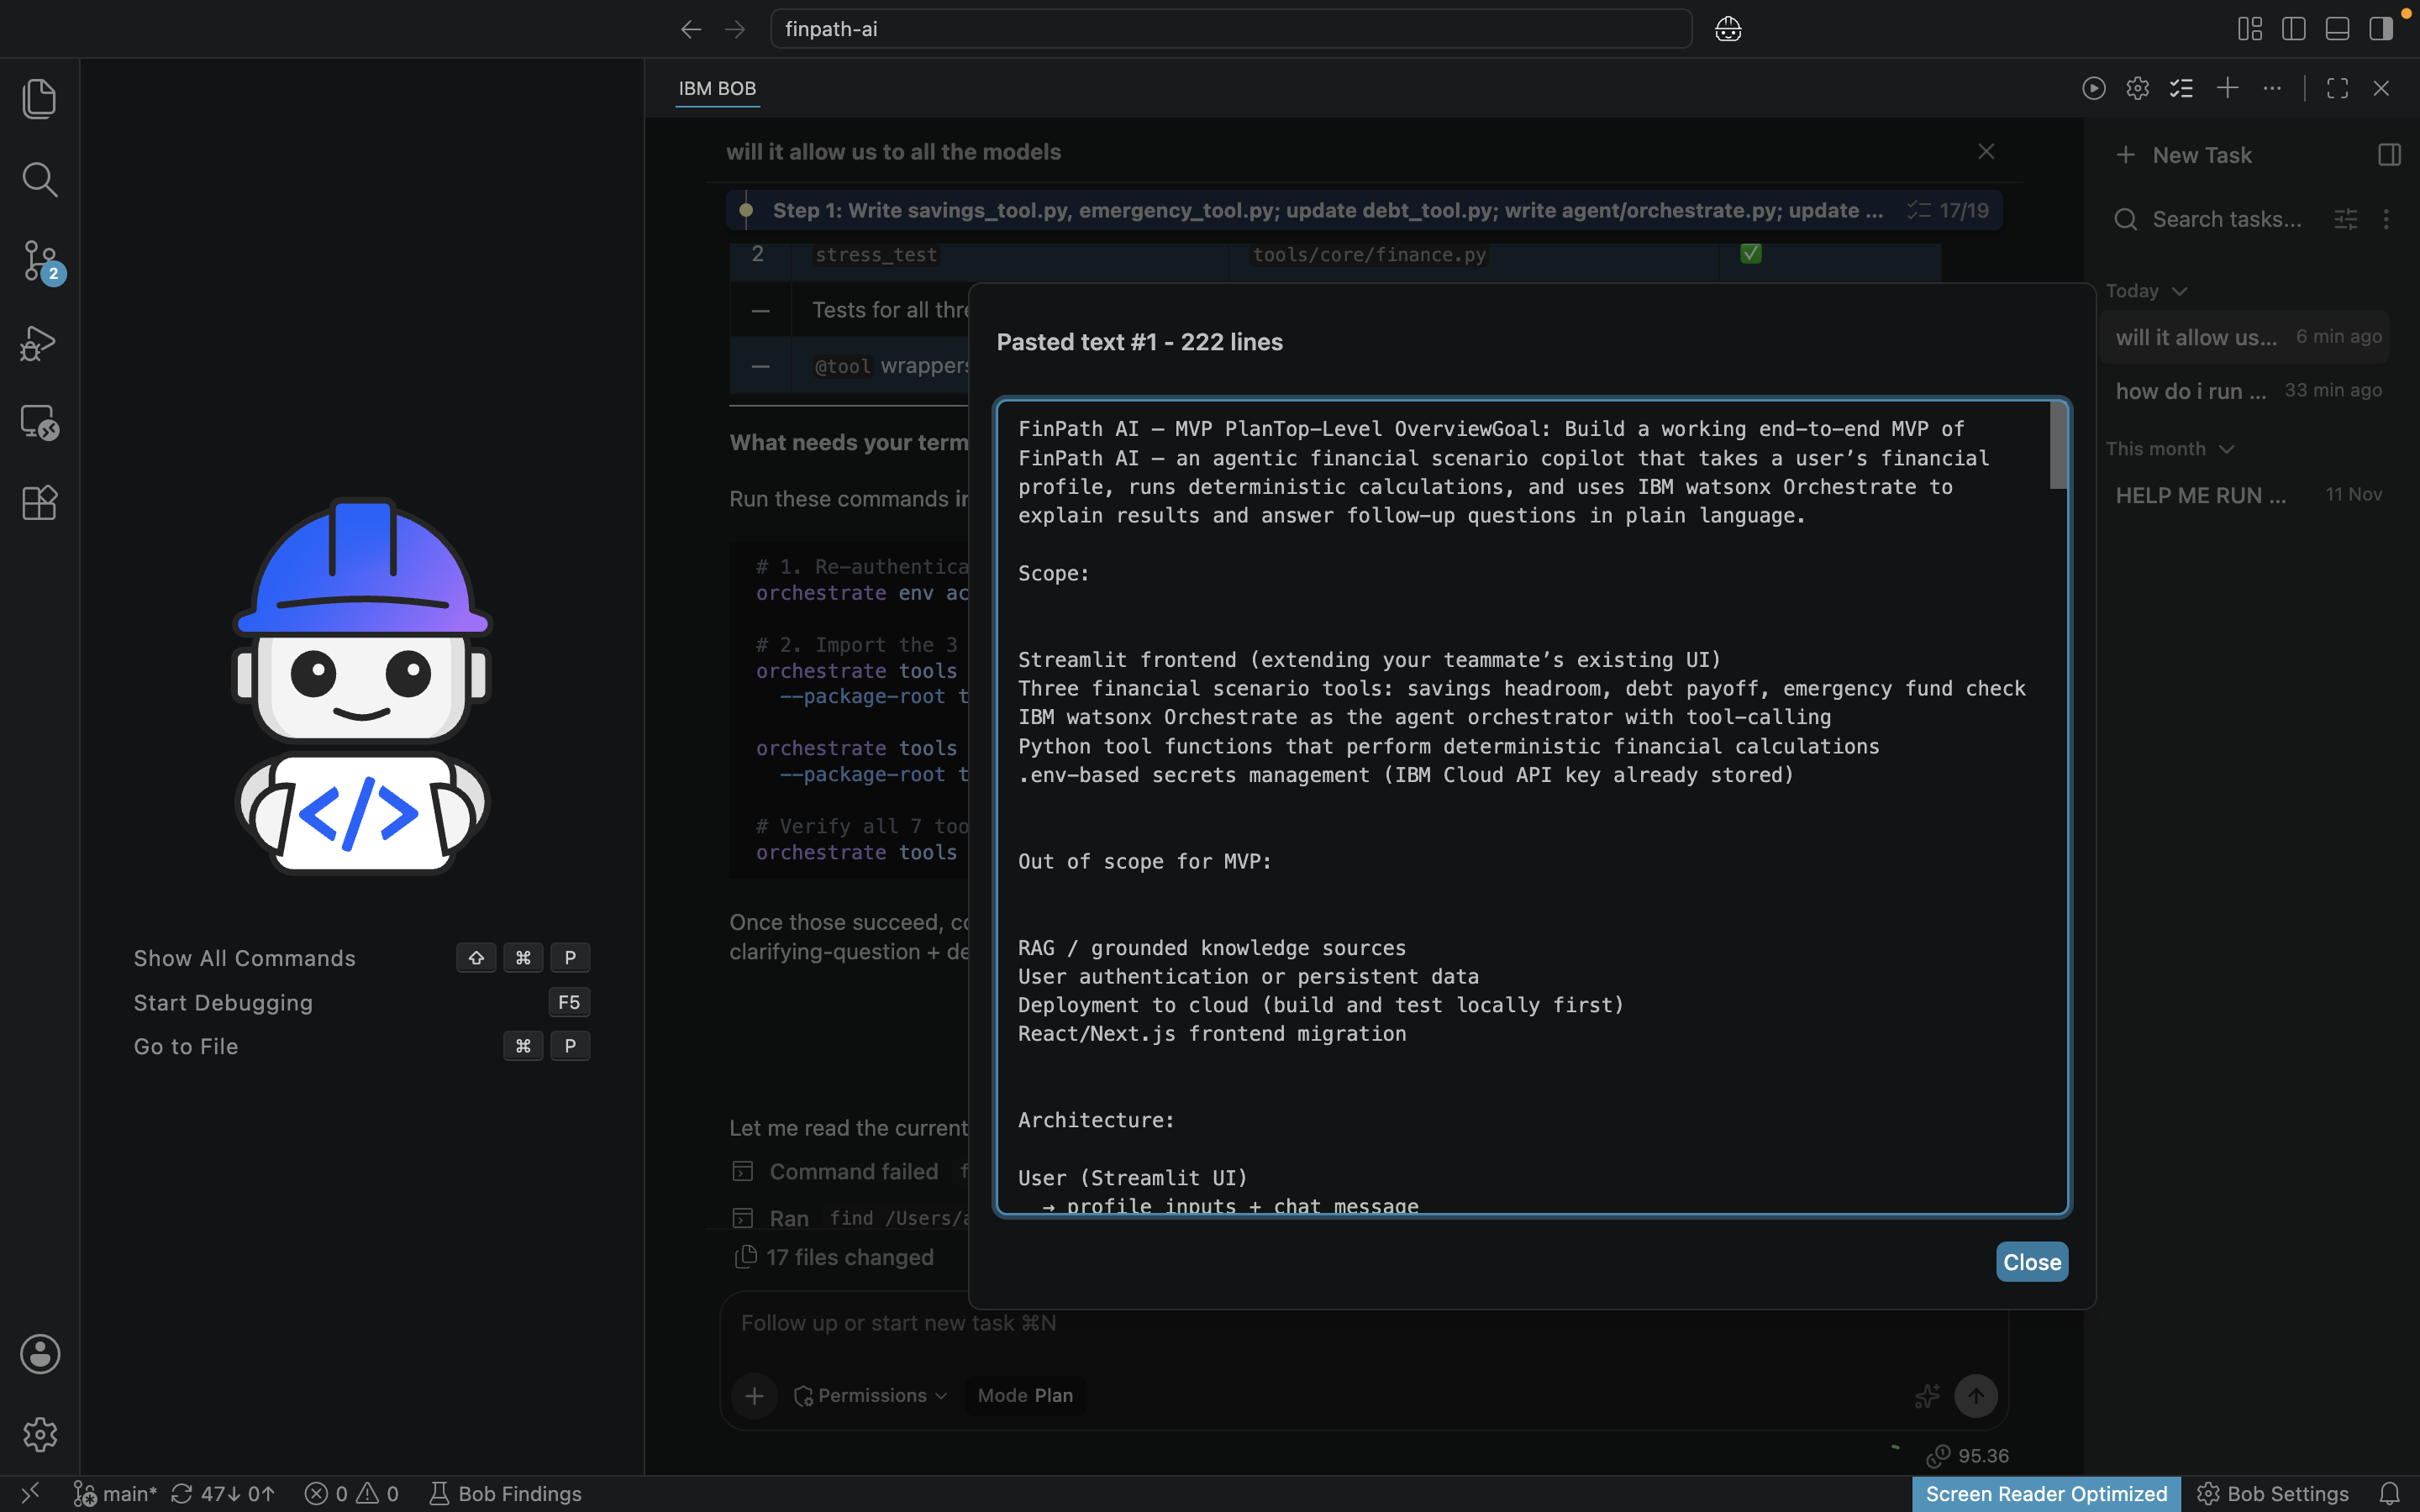 finpath-ai
IBM BOB
will it allow us to all the models
Step 1: Write savings_tool.py, emergency_tool.py; update debt_tool.py; write agent/orchestrate.py; update ... 17/19
2 stress_test tools/core/finance.py ✅
— Tests for all thre
— @tool wrappers
What needs your term
Run these commands in
# 1. Re-authentica
orchestrate env ac
# 2. Import the 3
orchestrate tools
--package-root t
orchestrate tools
--package-root t
# Verify all 7 too
orchestrate tools
Once those succeed, co
clarifying-question + de
Let me read the current
Command failed f
Ran find /Users/a
17 files changed
Follow up or start new task ⌘N
Permissions
Mode Plan
95.36
Pasted text #1 - 222 lines
FinPath AI — MVP PlanTop-Level OverviewGoal: Build a working end-to-end MVP of
FinPath AI — an agentic financial scenario copilot that takes a user’s financial
profile, runs deterministic calculations, and uses IBM watsonx Orchestrate to
explain results and answer follow-up questions in plain language.
Scope:
Streamlit frontend (extending your teammate’s existing UI)
Three financial scenario tools: savings headroom, debt payoff, emergency fund check
IBM watsonx Orchestrate as the agent orchestrator with tool-calling
Python tool functions that perform deterministic financial calculations
.env-based secrets management (IBM Cloud API key already stored)
Out of scope for MVP:
RAG / grounded knowledge sources
User authentication or persistent data
Deployment to cloud (build and test locally first)
React/Next.js frontend migration
Architecture:
User (Streamlit UI)
→ profile inputs + chat message
Close
New Task
Search tasks...
Today
will it allow us... 6 min ago
how do i run ... 33 min ago
This month
HELP ME RUN ... 11 Nov
2
</>
Show All Commands ⇧ ⌘ P
Start Debugging F5
Go to File ⌘ P
main* 47↓ 0↑ 0 0 Bob Findings
Screen Reader Optimized Bob Settings